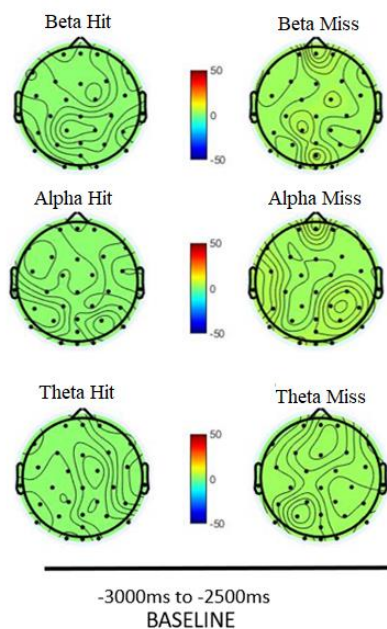 Beta Hit Beta Miss
50
0
-50
Alpha Hit Alpha Miss
50
0
-50
Theta Hit Theta Miss
50
0
-50
-3000ms to -2500ms
BASELINE